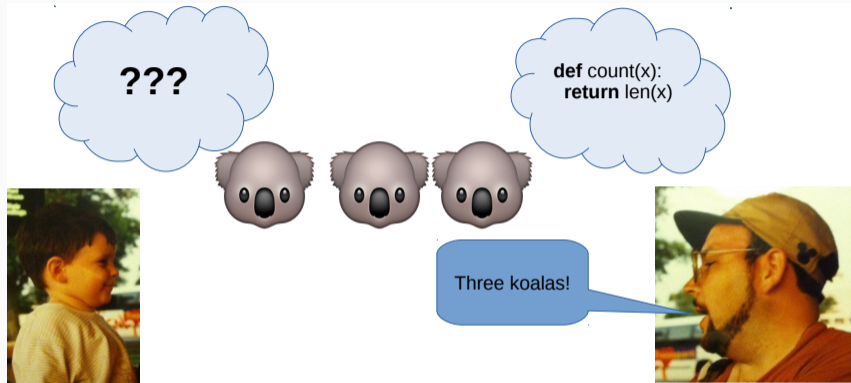 ???
def count(x):
return len(x)
Three koalas!